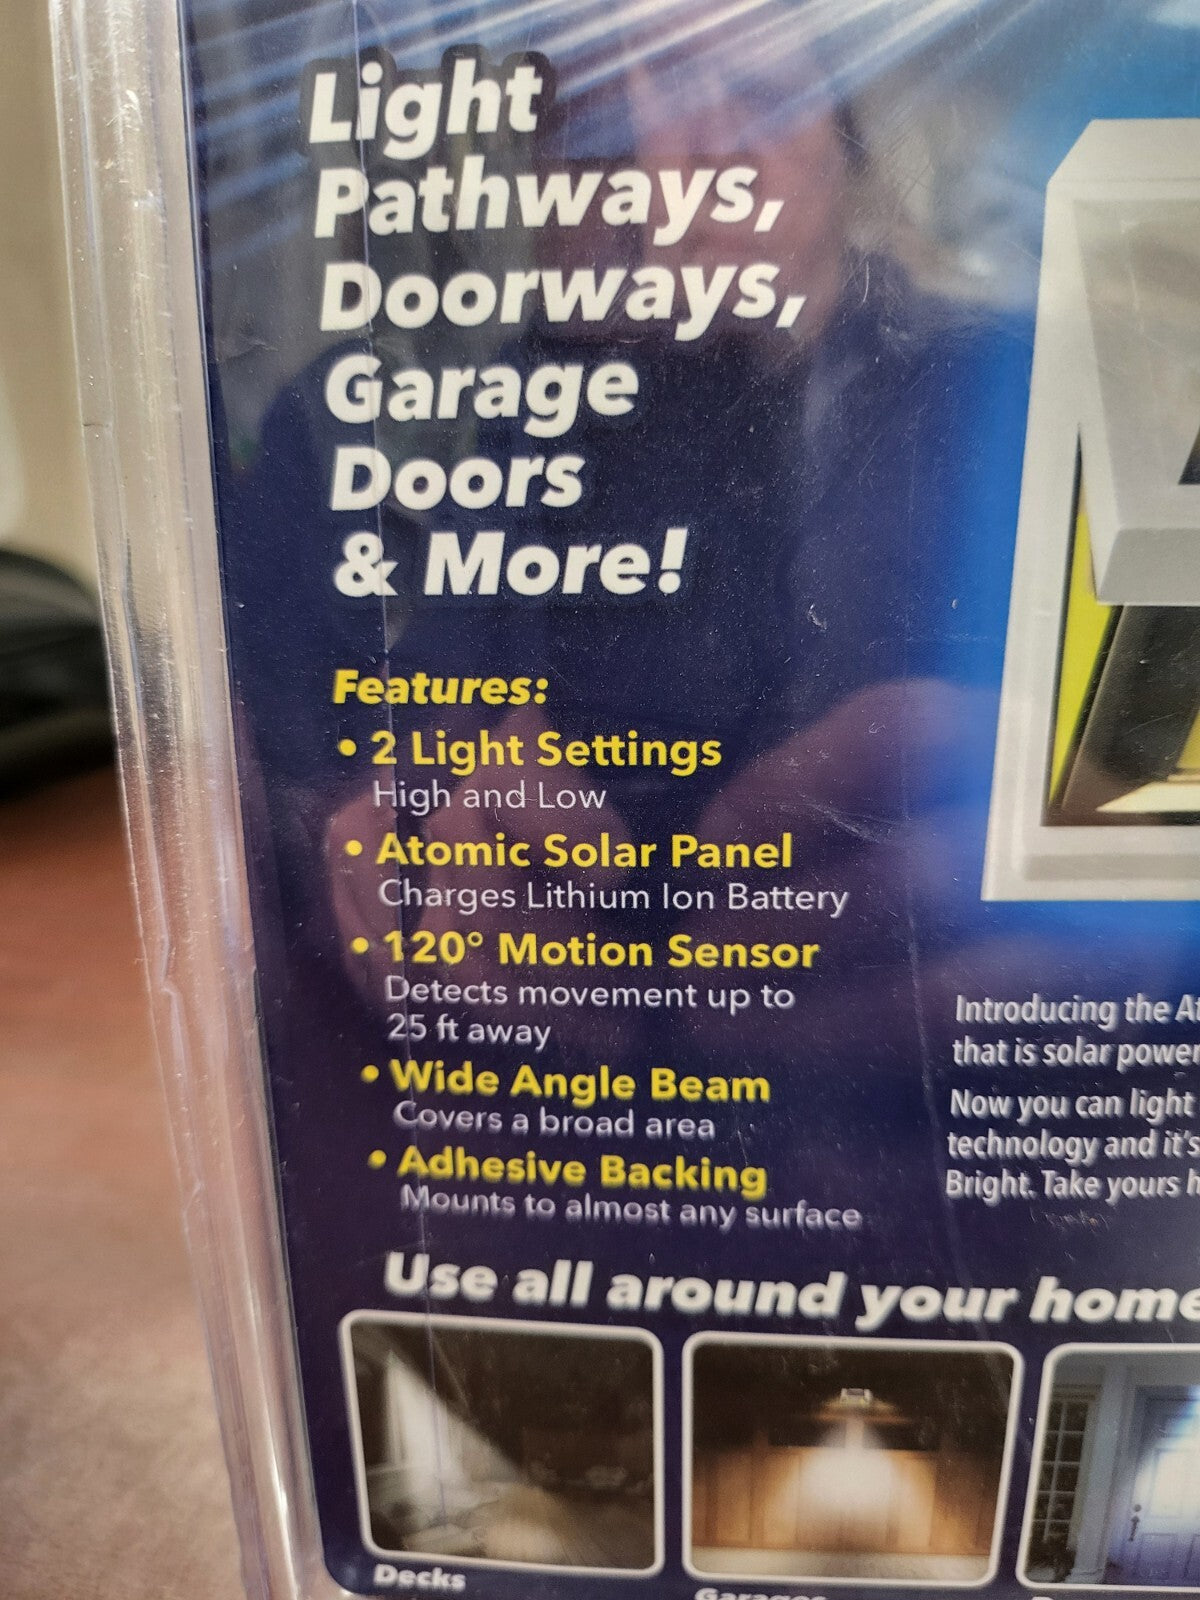 Light
Pathways,
Doorways,
Garage
Doors
& More!
Features:
• 2 Light Settings
High and Low
• Atomic Solar Panel
Charges Lithium Ion Battery
• 120° Motion Sensor
Detects movement up to
25 ft away
• Wide Angle Beam
Covers a broad area
• Adhesive Backing
Mounts to almost any surface
Introducing the
that is solar
Now you can light
technology and it's
Bright. Take yours
Use all around your home
Decks
Garages